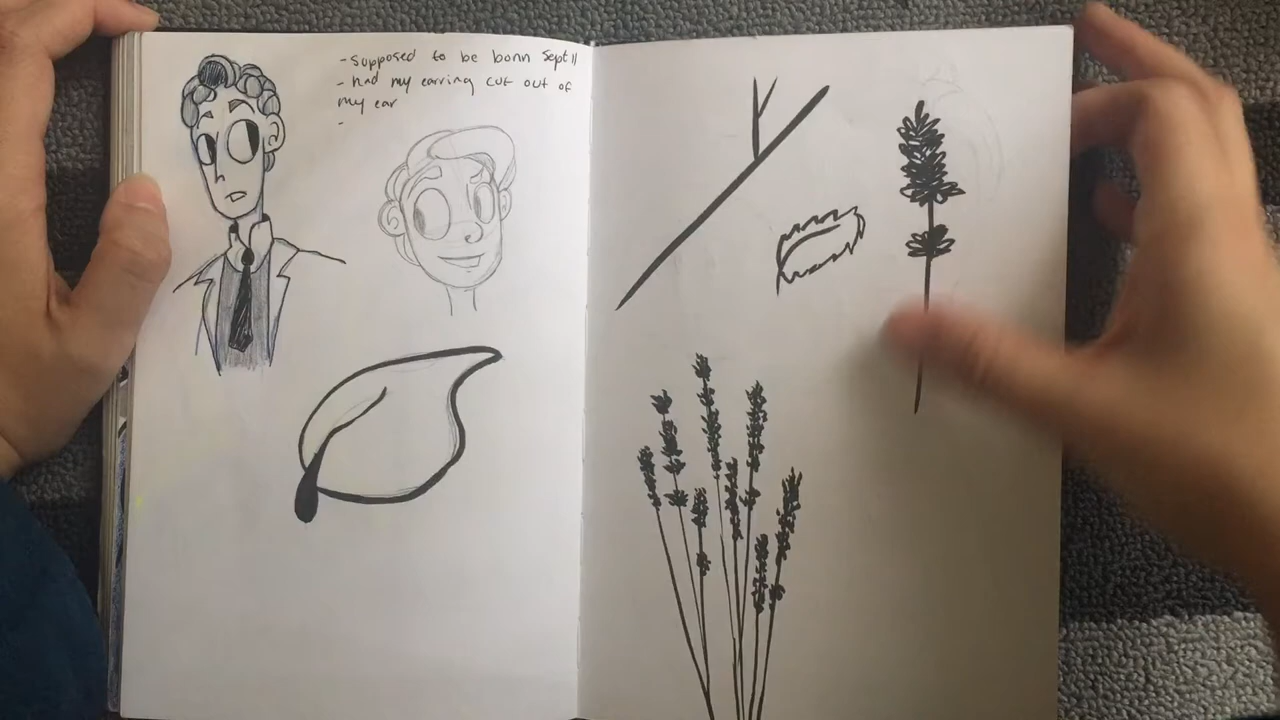 - supposed to be born Sept 11
- had my earring cut out of
my ear
-